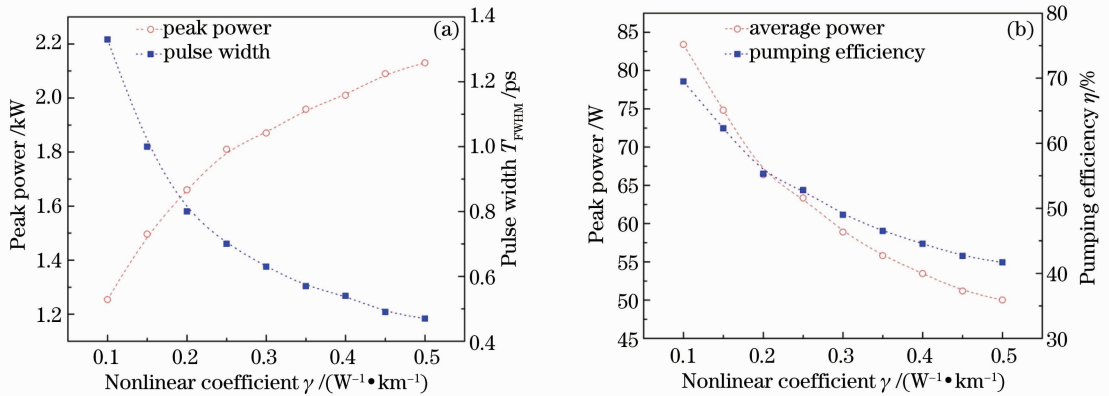 (a)
peak power
pulse width
2.2
2.0
1.8
1.6
1.4
1.2
Peak power /kW
1.4
1.2
1.0
0.8
0.6
0.4
Pulse width T_FWHM /ps
0.1 0.2 0.3 0.4 0.5
Nonlinear coefficient γ /(W⁻¹•km⁻¹)
(b)
average power
pumping efficiency
85
80
75
70
65
60
55
50
45
Peak power /W
80
70
60
50
40
30
Pumping efficiency η/%
0.1 0.2 0.3 0.4 0.5
Nonlinear coefficient γ /(W⁻¹•km⁻¹)